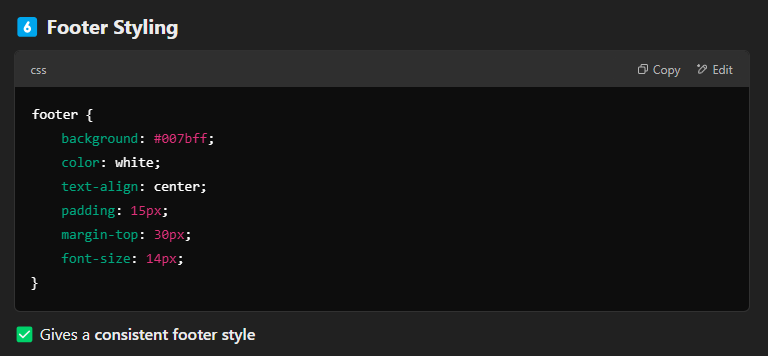 6 Footer Styling
css Copy Edit
footer {
    background: #007bff;
    color: white;
    text-align: center;
    padding: 15px;
    margin-top: 30px;
    font-size: 14px;
}
✅ Gives a consistent footer style